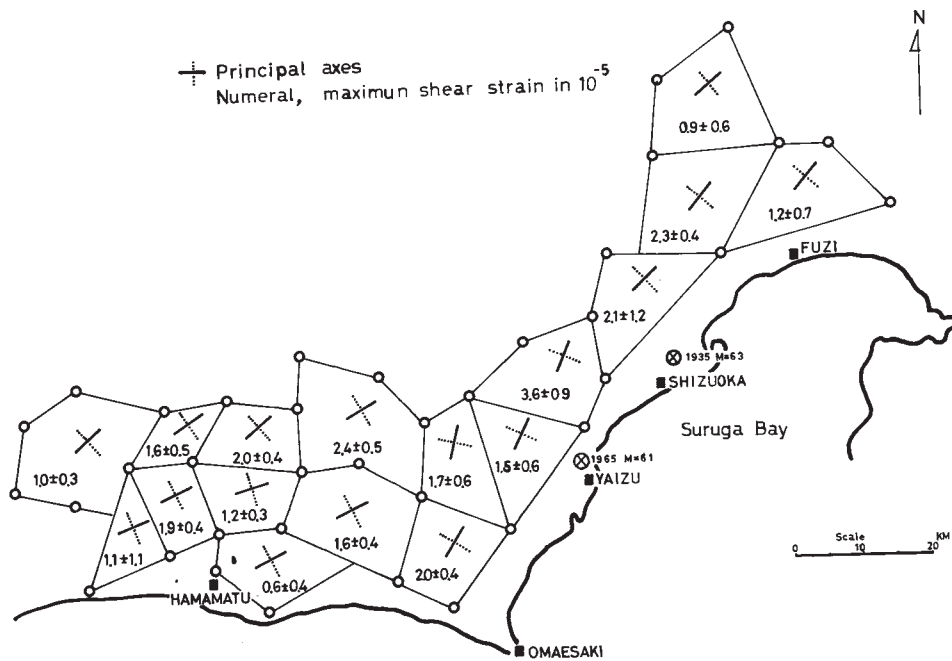 N
Principal axes
Numeral, maximun shear strain in 10⁻⁵
0.9±0.6
1.2±0.7
2.3±0.4
FUZI
2.1±1.2
1935 M=63
SHIZUOKA
3.6±0.9
Suruga Bay
1.6±0.5
2.0±0.4
2.4±0.5
1.0±0.3
1.7±0.6
1.5±0.6
1965 M=61
YAIZU
1.9±0.4
1.2±0.3
1.6±0.4
1.1±1.1
2.0±0.4
0.6±0.4
HAMAMATU
OMAESAKI
Scale
0 10 20 KM